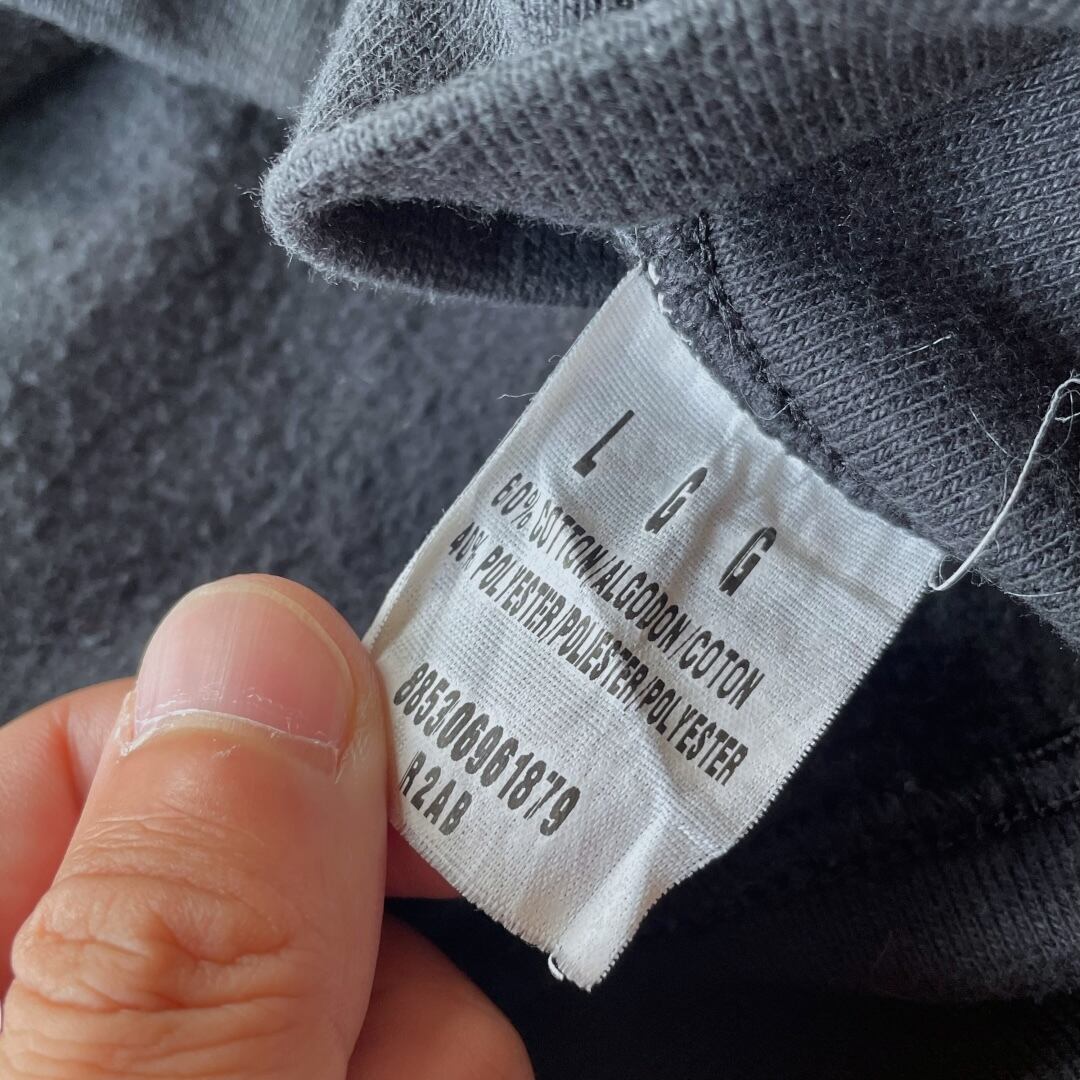 L G G
60% COTTON/ALGODON/COTON
40% POLYESTER/POLIESTER/POLYESTER
885306961879
R2AB